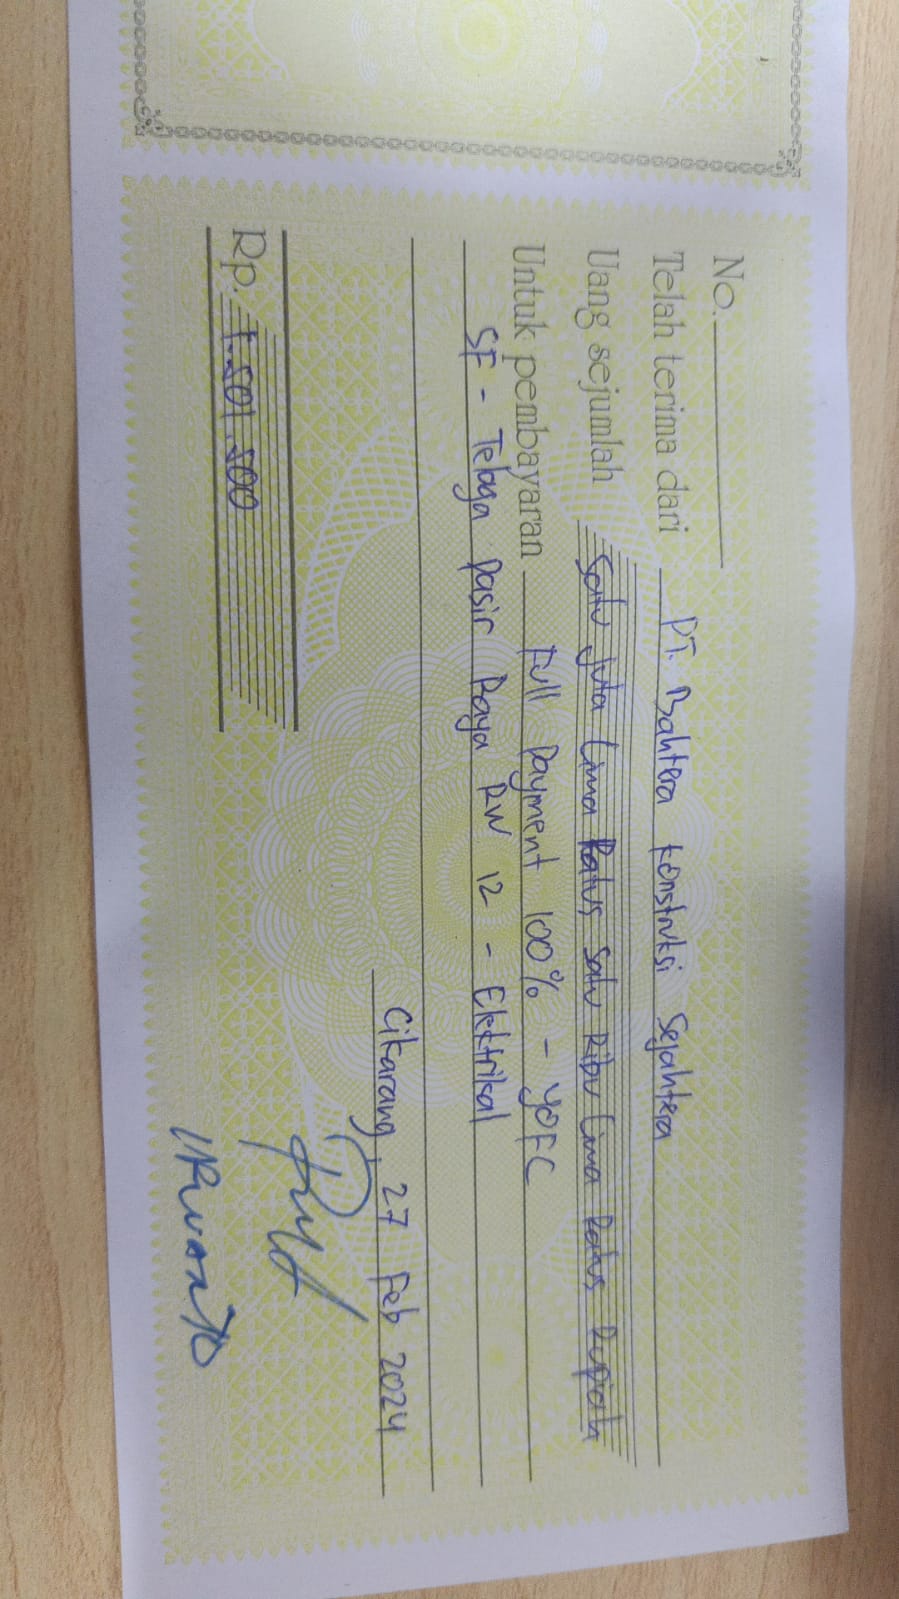 No.
Telah terima dari PT. Bahtera Konstruksi Sejahtera
Uang sejumlah Satu Juta Lima Ratus Satu Ribu Lima Ratus Rupiah
Untuk pembayaran Full Payment 100% - YOFC
SF - Telaga Pasir Raya RW 12 - Elektrikal
Cikarang, 27 Feb 2024
Rp. 1.501.500
IRWANTO